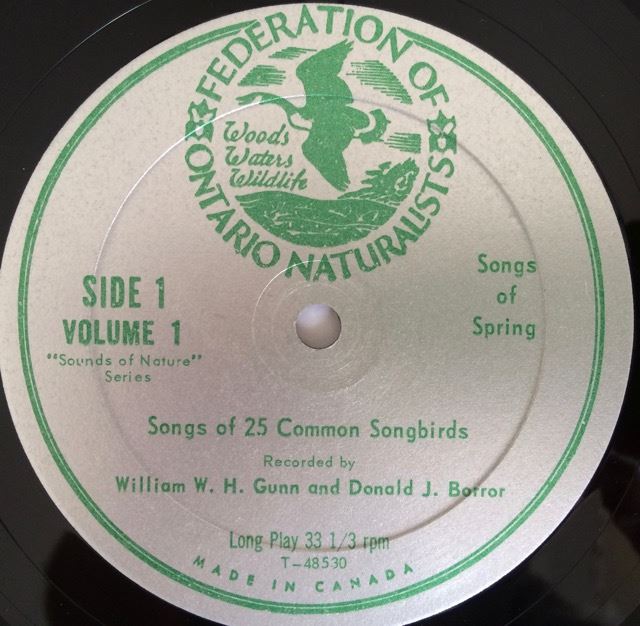 FEDERATION OF
ONTARIO NATURALISTS
Woods
Waters
Wildlife
SIDE 1
VOLUME 1
"Sounds of Nature"
Series
Songs
of
Spring
Songs of 25 Common Songbirds
Recorded by
William W. H. Gunn and Donald J. Borror
Long Play 33 1/3 rpm
T-48530
MADE IN CANADA